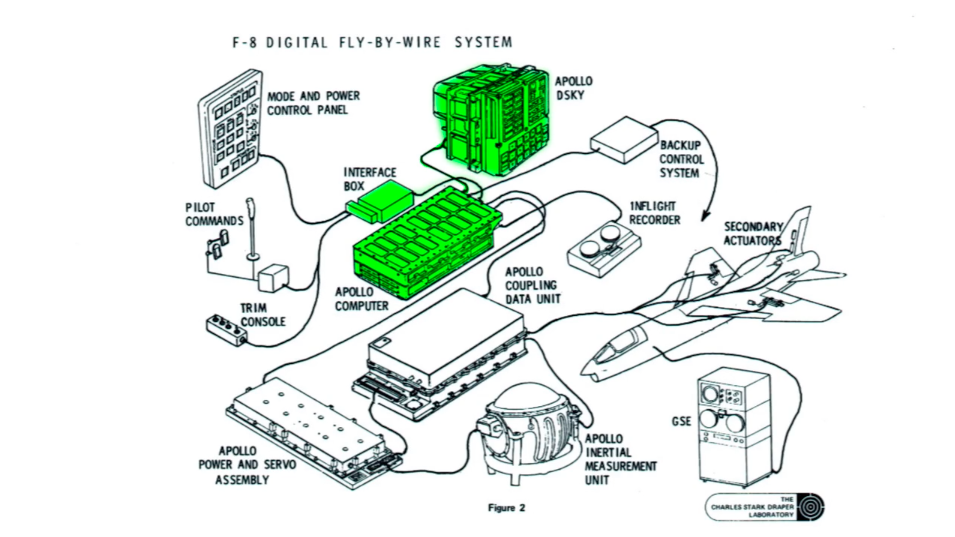 F-8 DIGITAL FLY-BY-WIRE SYSTEM
APOLLO
DSKY
MODE AND POWER
CONTROL PANEL
BACKUP
CONTROL
SYSTEM
INTERFACE
BOX
PILOT
COMMANDS
INFLIGHT
RECORDER
SECONDARY
ACTUATORS
APOLLO
COUPLING
DATA UNIT
APOLLO
COMPUTER
TRIM
CONSOLE
GSE
APOLLO
POWER AND SERVO
ASSEMBLY
APOLLO
INERTIAL
MEASUREMENT
UNIT
Figure 2
THE
CHARLES STARK DRAPER
LABORATORY